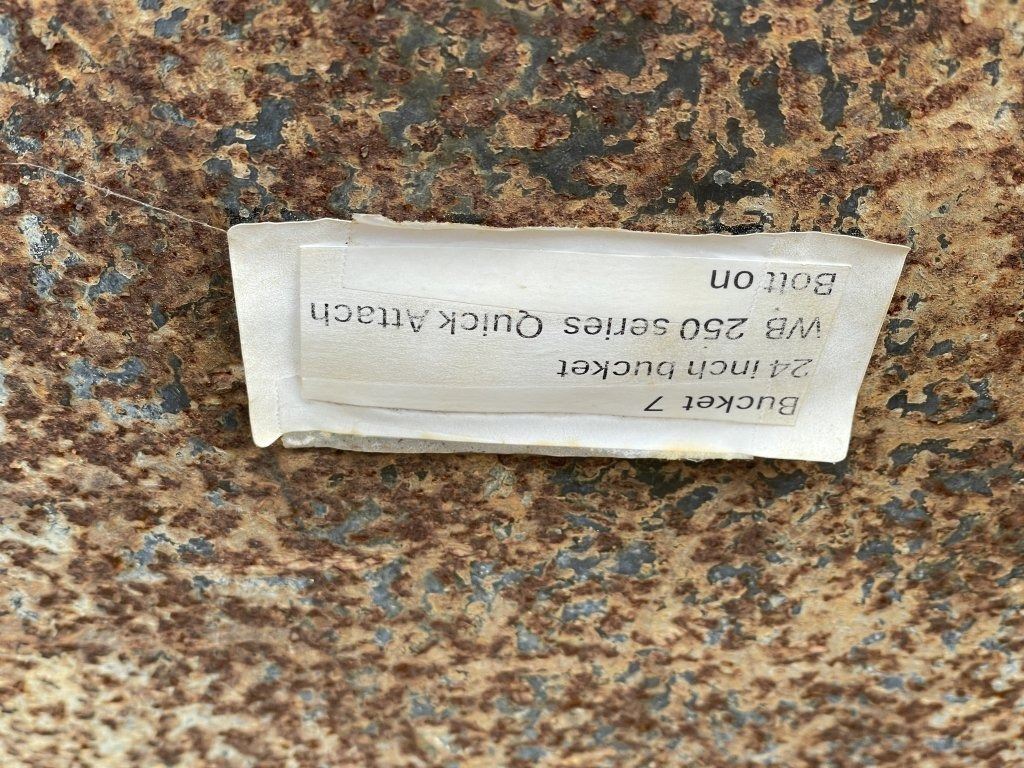 Bucket 7
24 inch bucket
WB 250 series Quick Attach
Bolt on